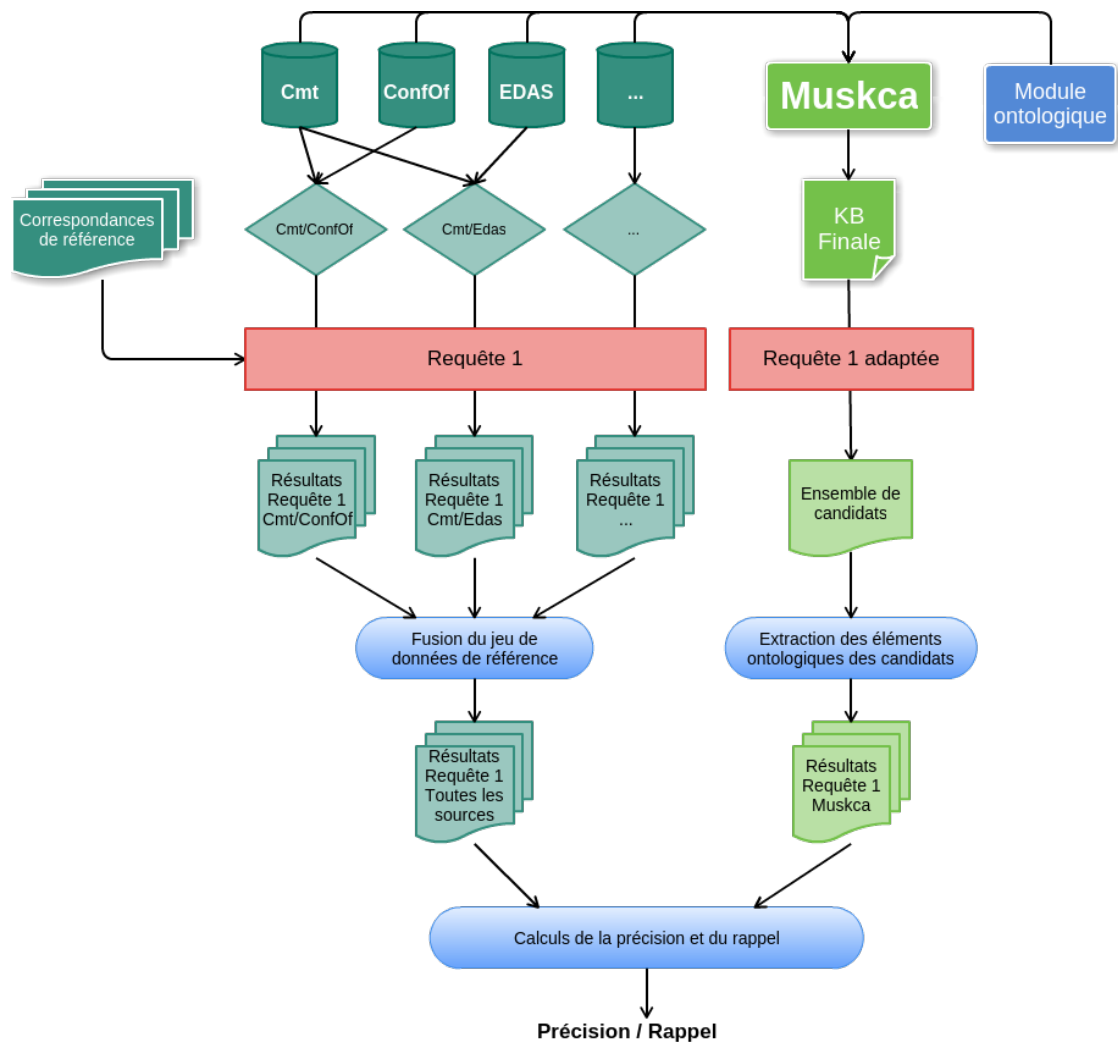 Cmt
ConfOf
EDAS
...
Muskca
Module
ontologique
Correspondances
de référence
Cmt/ConfOf
Cmt/Edas
...
KB
Finale
Requête 1
Requête 1 adaptée
Résultats
Requête 1
Cmt/ConfOf
Résultats
Requête 1
Cmt/Edas
Résultats
Requête 1
...
Ensemble de
candidats
Fusion du jeu de
données de référence
Extraction des éléments
ontologiques des candidats
Résultats
Requête 1
Toutes les
sources
Résultats
Requête 1
Muskca
Calculs de la précision et du rappel
Précision / Rappel